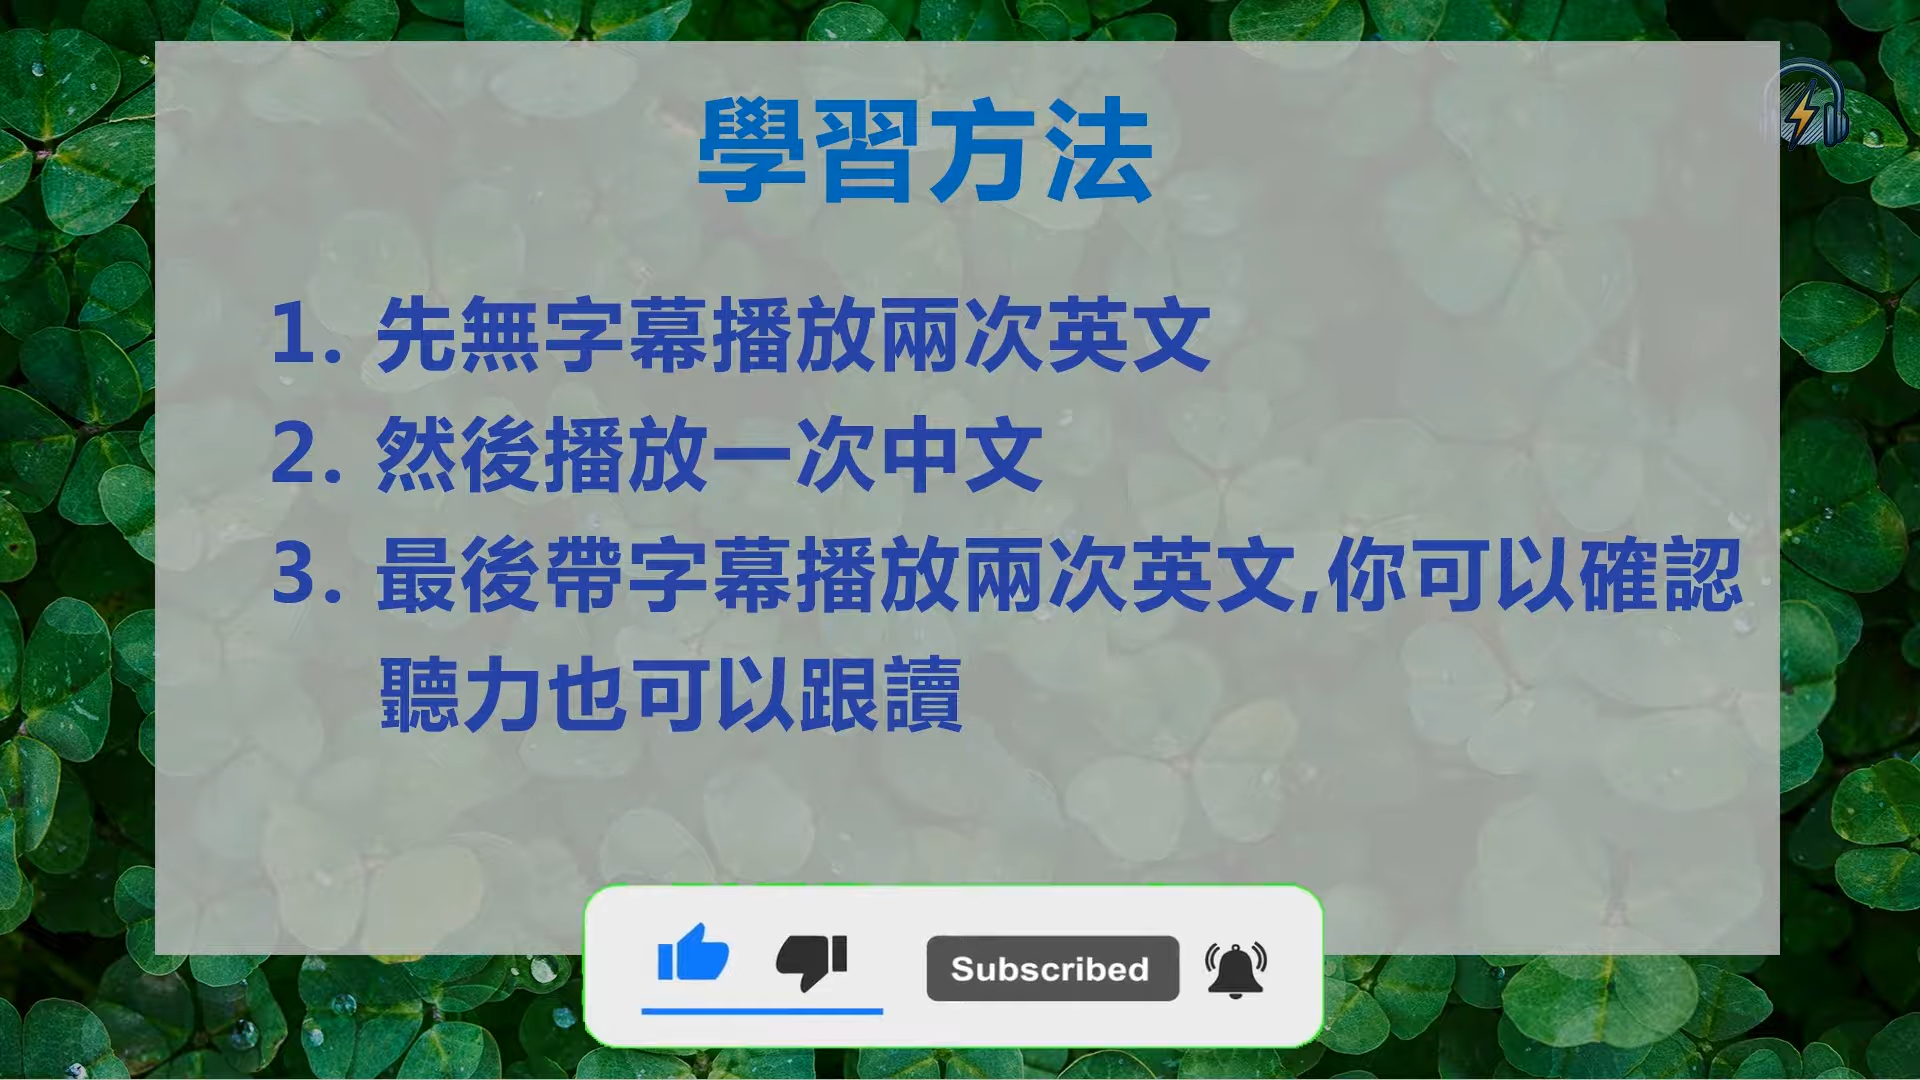 學習方法
1. 先無字幕播放兩次英文
2. 然後播放一次中文
3. 最後帶字幕播放兩次英文,你可以確認
聽力也可以跟讀
Subscribed